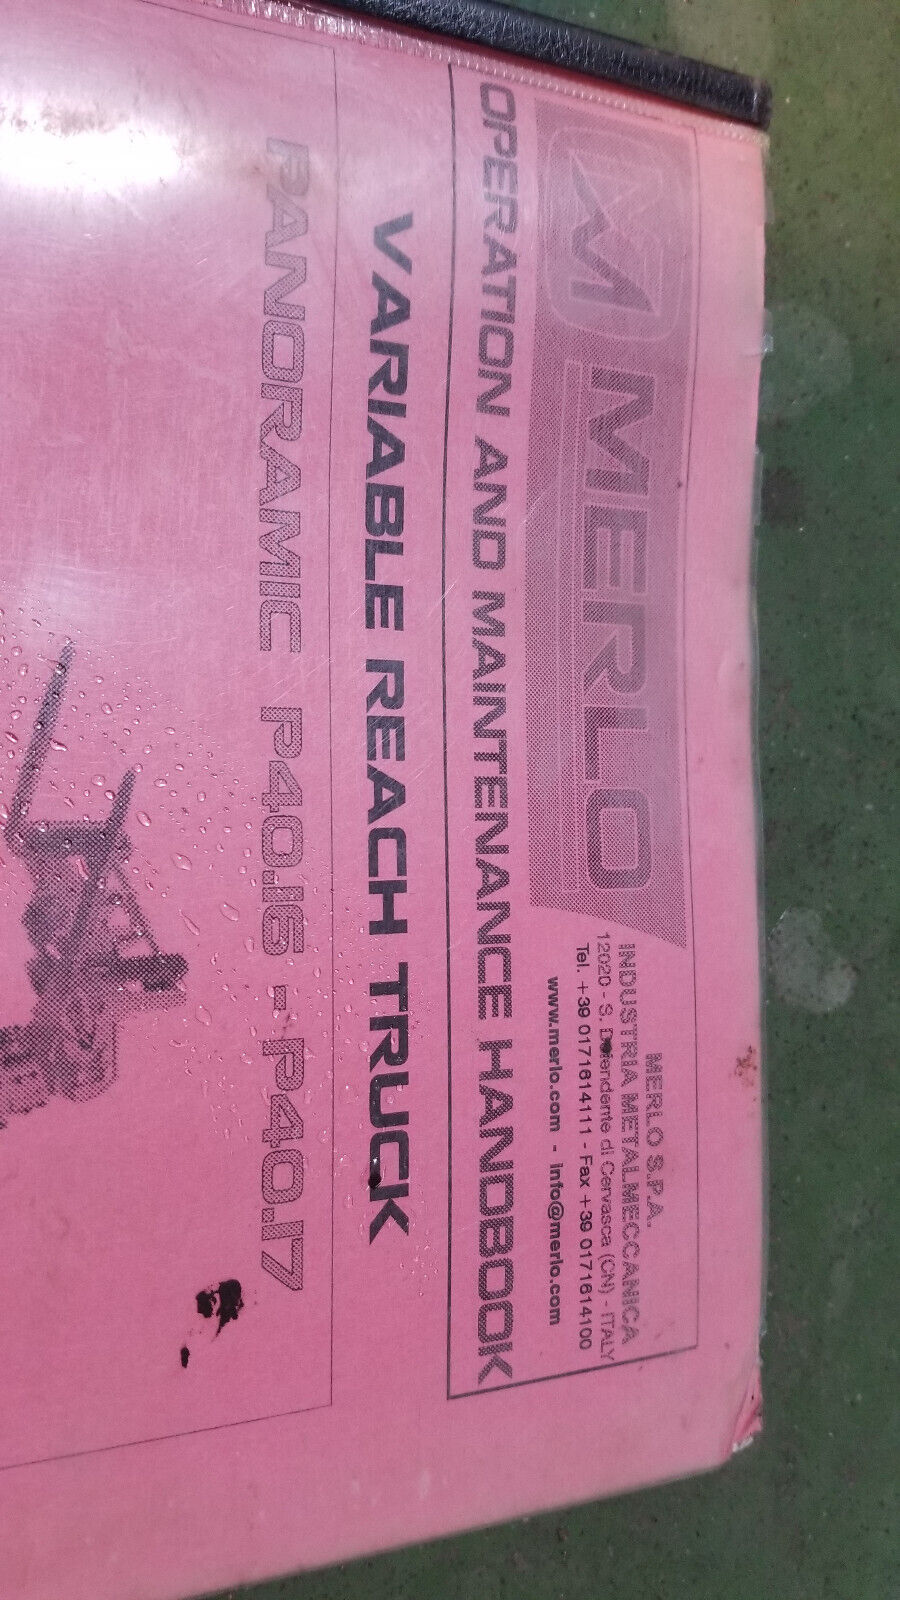 MERLO
MERLO S.P.A.
INDUSTRIA METALMECCANICA
12020 - S. Defendente di Cervasca (CN) - ITALY
Tel. +39 0171614111 - Fax +39 0171614100
www.merlo.com - info@merlo.com
OPERATION AND MAINTENANCE HANDBOOK
VARIABLE REACH TRUCK
PANORAMIC P40.16 - P40.17